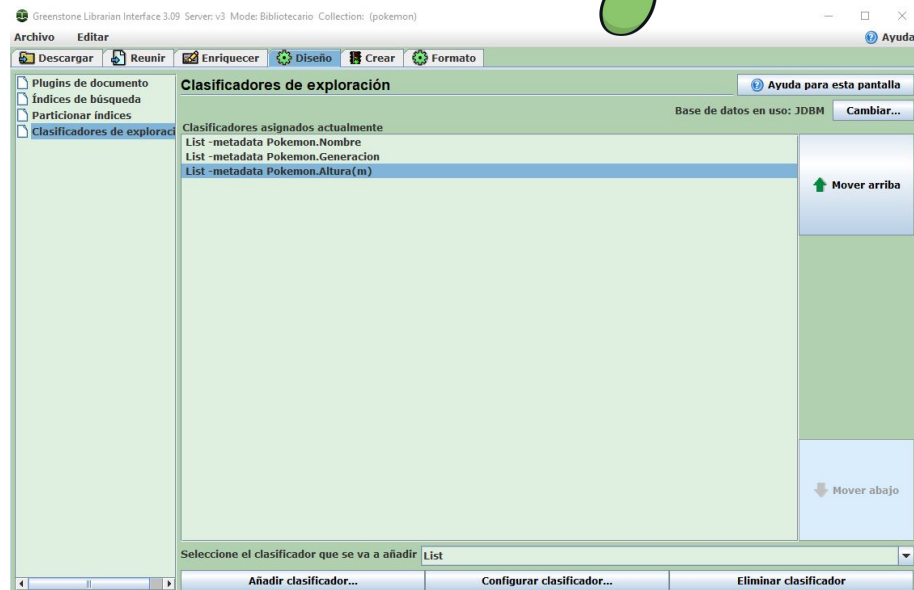 Greenstone Librarian Interface 3.09 Server: v3 Mode: Bibliotecario Collection: (pokemon)
Archivo Editar Ayuda
Descargar Reunir Enriquecer Diseño Crear Formato
Plugins de documento
Índices de búsqueda
Particionar índices
Clasificadores de exploraci
Clasificadores de exploración
Ayuda para esta pantalla
Base de datos en uso: JDBM Cambiar...
Clasificadores asignados actualmente
List -metadata Pokemon.Nombre
List -metadata Pokemon.Generacion
List -metadata Pokemon.Altura(m)
Mover arriba
Mover abajo
Seleccione el clasificador que se va a añadir List
Añadir clasificador... Configurar clasificador... Eliminar clasificador